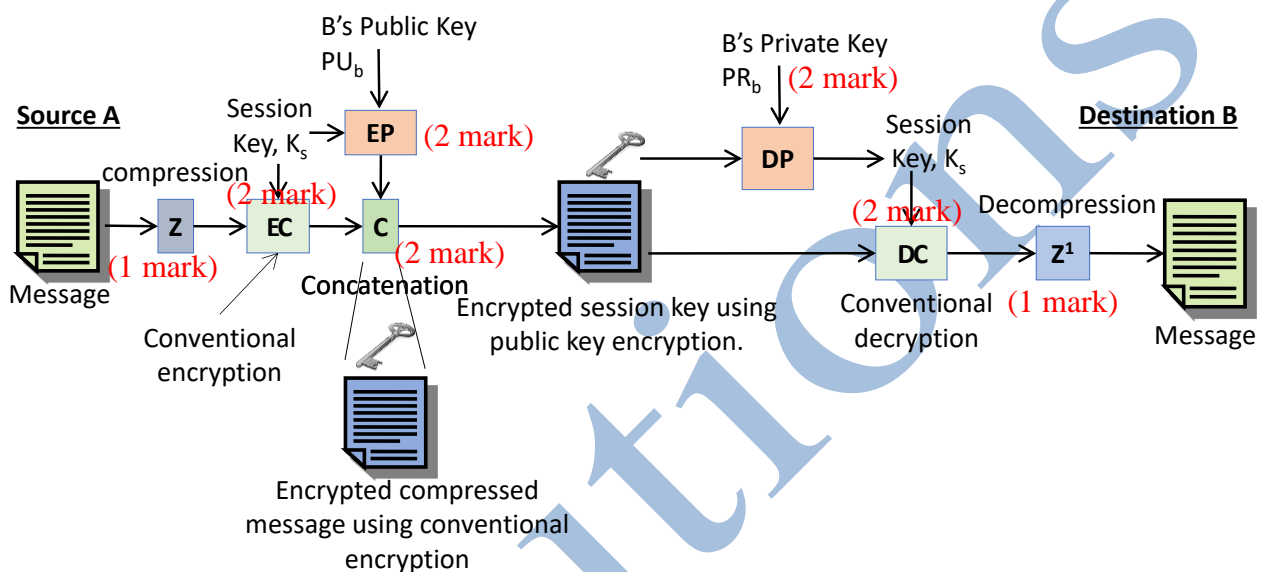 B's Public Key
PU_b
B's Private Key
PR_b
(2 mark)
Source A
Session
Key, K_s
EP
(2 mark)
DP
Session
Key, K_s
Destination B
compression
(2 mark)
Z
EC
C
(1 mark)
(2 mark)
(2 mark)
Decompression
DC
Z¹
(1 mark)
Message
Concatenation
Conventional
encryption
Encrypted session key using
public key encryption.
Conventional
decryption
Message
Encrypted compressed
message using conventional
encryption
utions